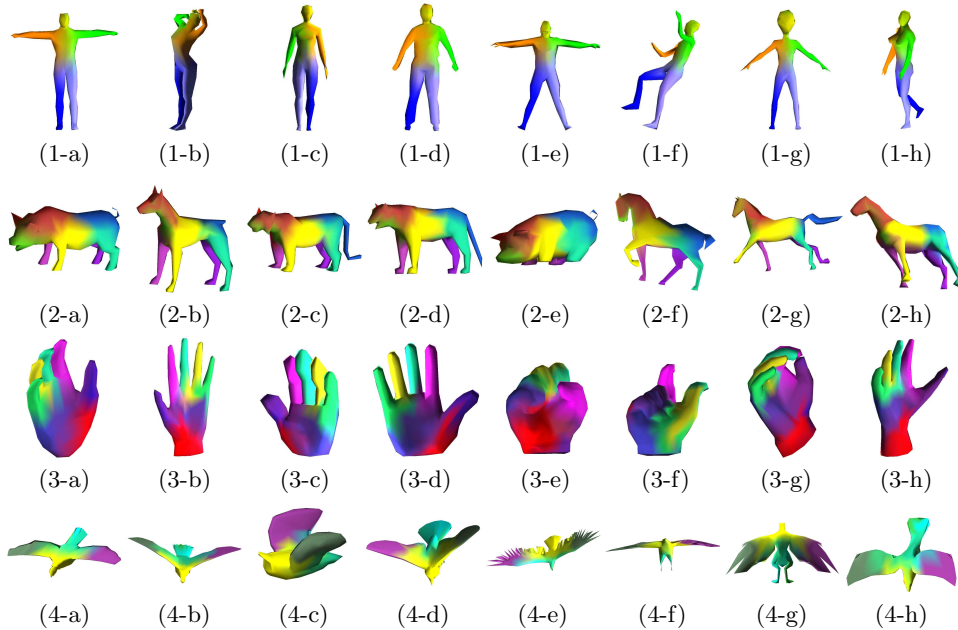 (1-a) (1-b) (1-c) (1-d) (1-e) (1-f) (1-g) (1-h)
(2-a) (2-b) (2-c) (2-d) (2-e) (2-f) (2-g) (2-h)
(3-a) (3-b) (3-c) (3-d) (3-e) (3-f) (3-g) (3-h)
(4-a) (4-b) (4-c) (4-d) (4-e) (4-f) (4-g) (4-h)